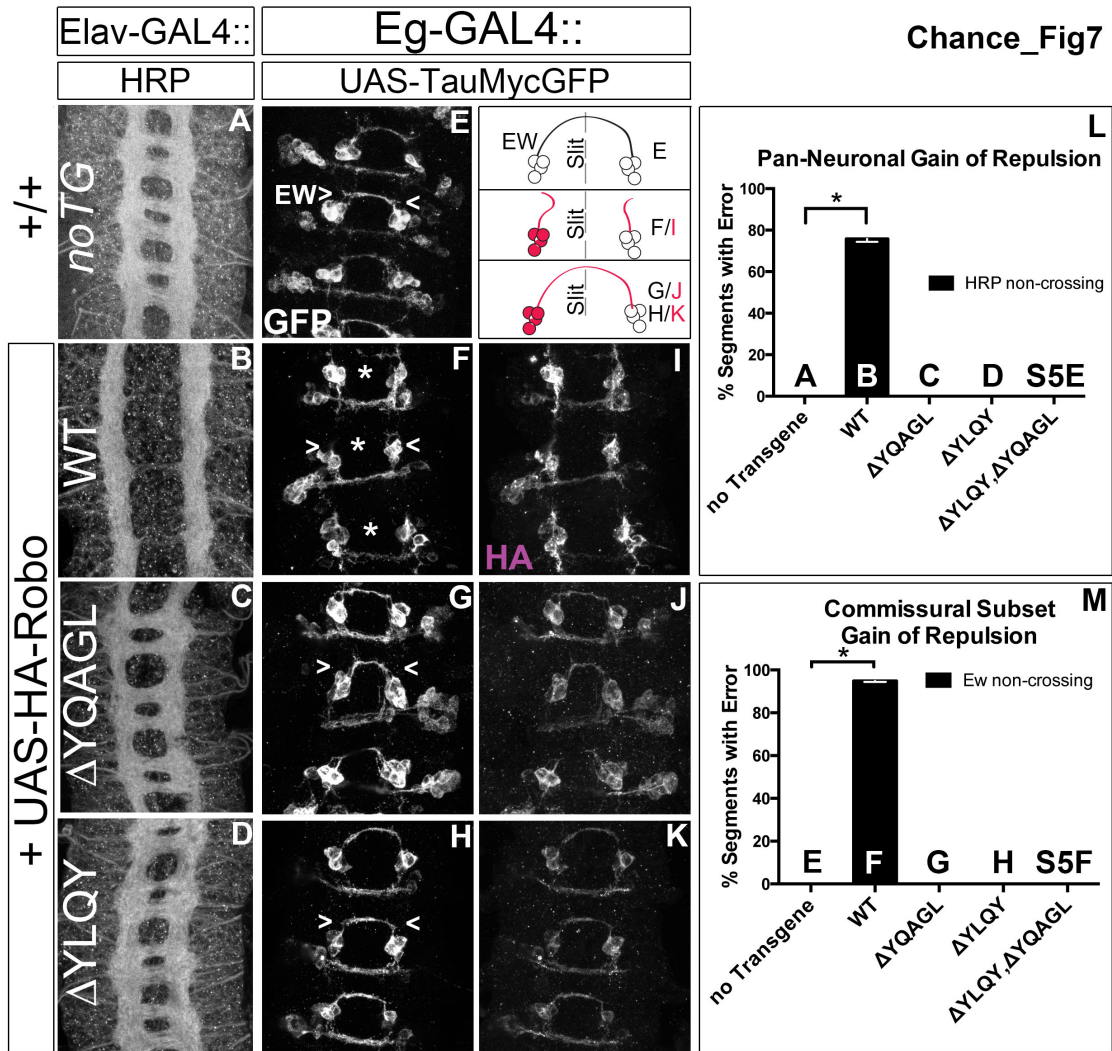 Elav-GAL4::
Eg-GAL4::
Chance_Fig7
HRP
UAS-TauMycGFP
+/+
noTG
A
E
EW>
<
GFP
EW
Slit
E
Slit
F/I
Slit
G/J
H/K
+ UAS-HA-Robo
WT
B
F
*
>
*
<
*
I
HA
ΔYQAGL
C
G
>
<
J
ΔYLQY
D
H
>
<
K
L
Pan-Neuronal Gain of Repulsion
% Segments with Error
100
80
60
40
20
0
*
HRP non-crossing
A
B
C
D
S5E
no Transgene
WT
ΔYQAGL
ΔYLQY
ΔYLQY,ΔYQAGL
M
Commissural Subset
Gain of Repulsion
% Segments with Error
100
80
60
40
20
0
*
Ew non-crossing
E
F
G
H
S5F
no Transgene
WT
ΔYQAGL
ΔYLQY
ΔYLQY,ΔYQAGL